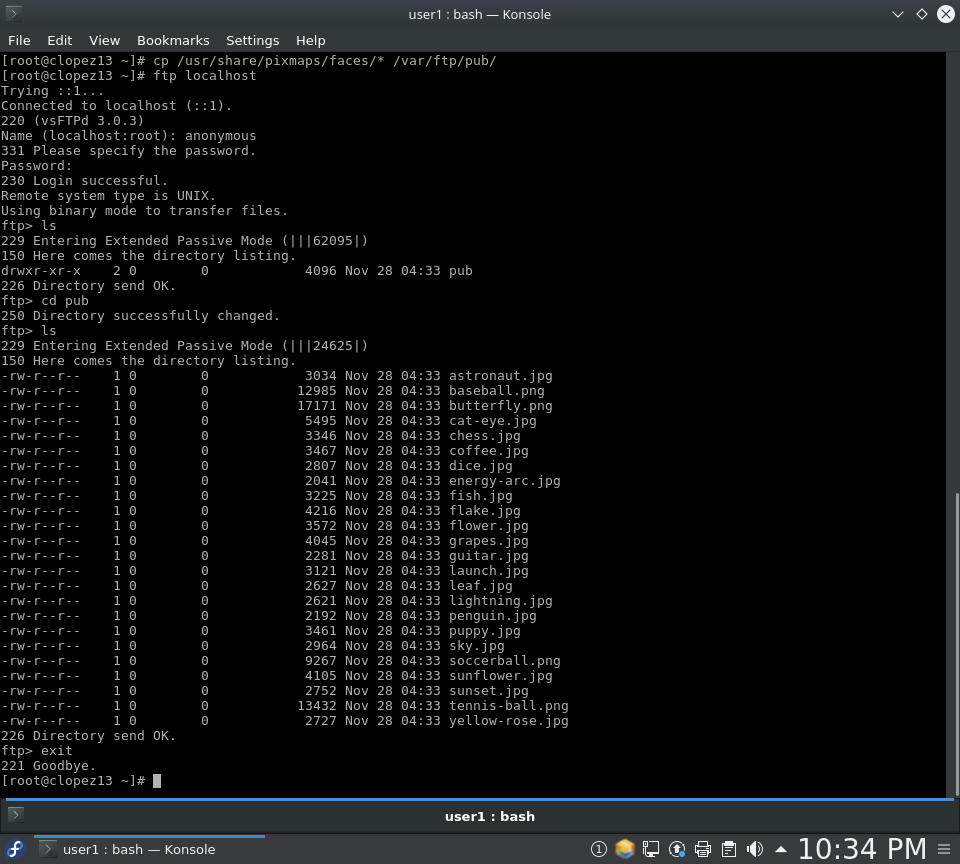 user1 : bash — Konsole
File Edit View Bookmarks Settings Help
[root@clopez13 ~]# cp /usr/share/pixmaps/faces/* /var/ftp/pub/
[root@clopez13 ~]# ftp localhost
Trying ::1...
Connected to localhost (::1).
220 (vsFTPd 3.0.3)
Name (localhost:root): anonymous
331 Please specify the password.
Password:
230 Login successful.
Remote system type is UNIX.
Using binary mode to transfer files.
ftp> ls
229 Entering Extended Passive Mode (|||62095|)
150 Here comes the directory listing.
drwxr-xr-x    2 0        0            4096 Nov 28 04:33 pub
226 Directory send OK.
ftp> cd pub
250 Directory successfully changed.
ftp> ls
229 Entering Extended Passive Mode (|||24625|)
150 Here comes the directory listing.
-rw-r--r--    1 0        0            3034 Nov 28 04:33 astronaut.jpg
-rw-r--r--    1 0        0           12985 Nov 28 04:33 baseball.png
-rw-r--r--    1 0        0           17171 Nov 28 04:33 butterfly.png
-rw-r--r--    1 0        0            5495 Nov 28 04:33 cat-eye.jpg
-rw-r--r--    1 0        0            3346 Nov 28 04:33 chess.jpg
-rw-r--r--    1 0        0            3467 Nov 28 04:33 coffee.jpg
-rw-r--r--    1 0        0            2807 Nov 28 04:33 dice.jpg
-rw-r--r--    1 0        0            2041 Nov 28 04:33 energy-arc.jpg
-rw-r--r--    1 0        0            3225 Nov 28 04:33 fish.jpg
-rw-r--r--    1 0        0            4216 Nov 28 04:33 flake.jpg
-rw-r--r--    1 0        0            3572 Nov 28 04:33 flower.jpg
-rw-r--r--    1 0        0            4045 Nov 28 04:33 grapes.jpg
-rw-r--r--    1 0        0            2281 Nov 28 04:33 guitar.jpg
-rw-r--r--    1 0        0            3121 Nov 28 04:33 launch.jpg
-rw-r--r--    1 0        0            2627 Nov 28 04:33 leaf.jpg
-rw-r--r--    1 0        0            2621 Nov 28 04:33 lightning.jpg
-rw-r--r--    1 0        0            2192 Nov 28 04:33 penguin.jpg
-rw-r--r--    1 0        0            3461 Nov 28 04:33 puppy.jpg
-rw-r--r--    1 0        0            2964 Nov 28 04:33 sky.jpg
-rw-r--r--    1 0        0            9267 Nov 28 04:33 soccerball.png
-rw-r--r--    1 0        0            4105 Nov 28 04:33 sunflower.jpg
-rw-r--r--    1 0        0            2752 Nov 28 04:33 sunset.jpg
-rw-r--r--    1 0        0           13432 Nov 28 04:33 tennis-ball.png
-rw-r--r--    1 0        0            2727 Nov 28 04:33 yellow-rose.jpg
226 Directory send OK.
ftp> exit
221 Goodbye.
[root@clopez13 ~]#
user1 : bash
user1 : bash — Konsole 1 10:34 PM